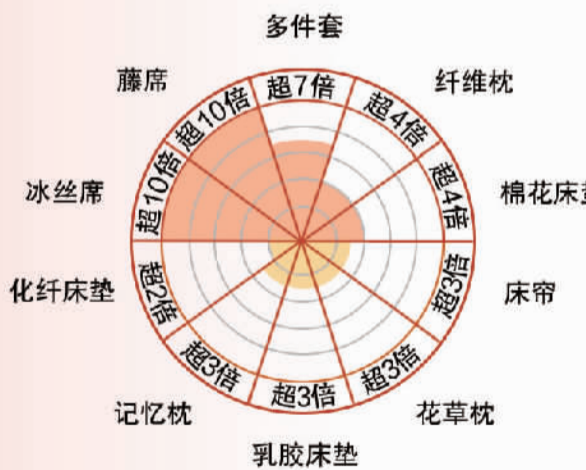 多件套
藤席
纤维枕
超7倍
超10倍
超4倍
冰丝席
超10倍
超4倍
棉花床垫
化纤床垫
超2倍
超3倍
床帘
超3倍
超3倍
超3倍
记忆枕
花草枕
乳胶床垫